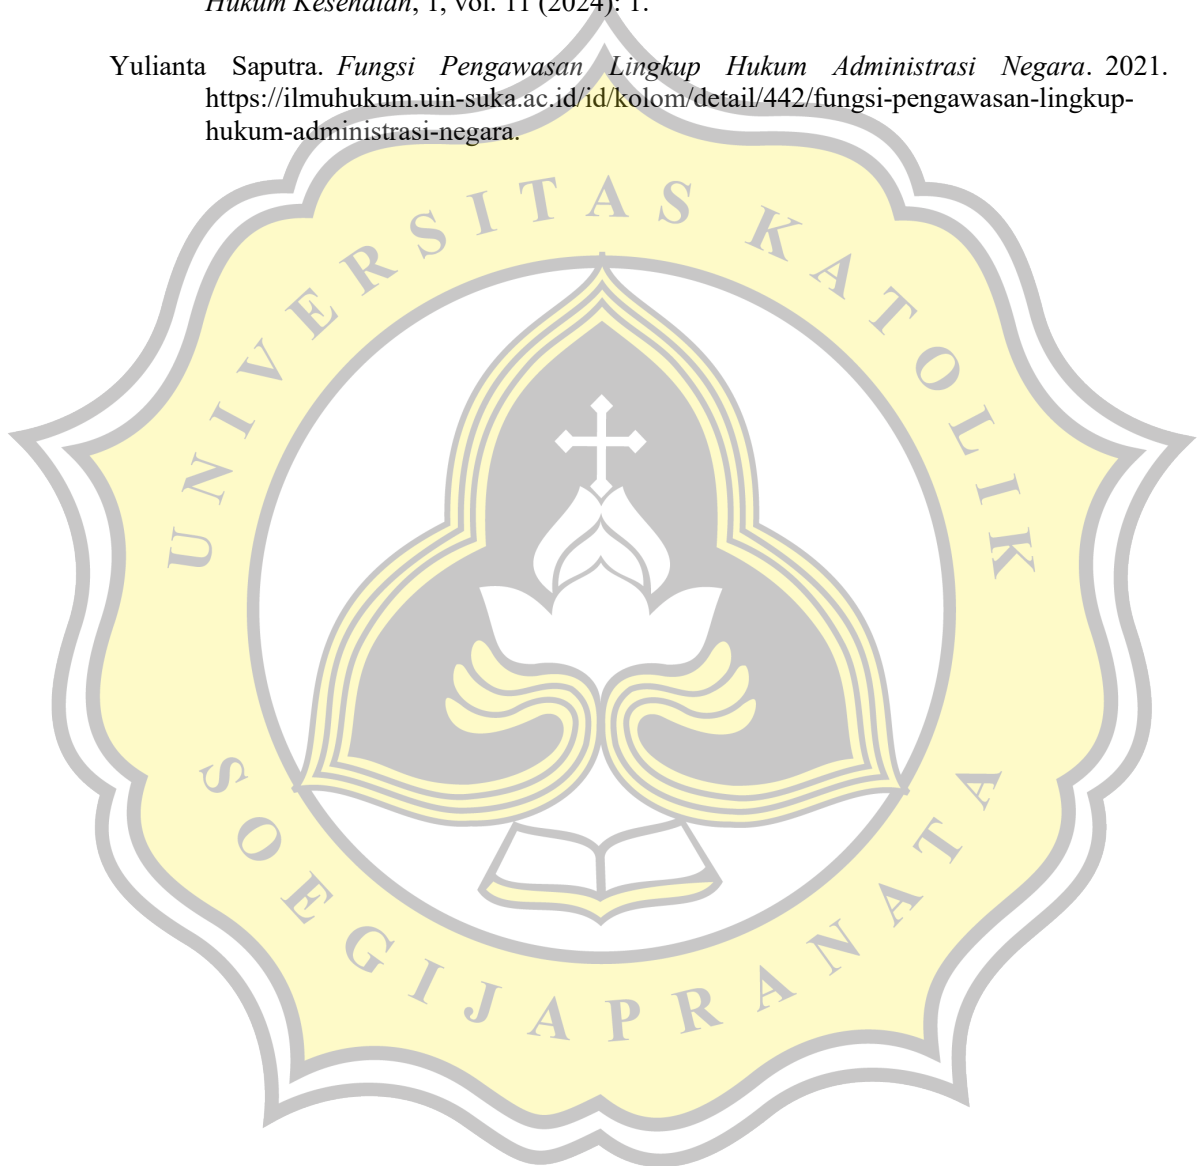 Hukum Kesehatan, 1, vol. 11 (2024): 1.
Yulianta Saputra. Fungsi Pengawasan Lingkup Hukum Administrasi Negara. 2021.
https://ilmuhukum.uin-suka.ac.id/id/kolom/detail/442/fungsi-pengawasan-lingkup-
hukum-administrasi-negara.
UNIVERSITAS KATOLIK
SOEGIJAPRANATA